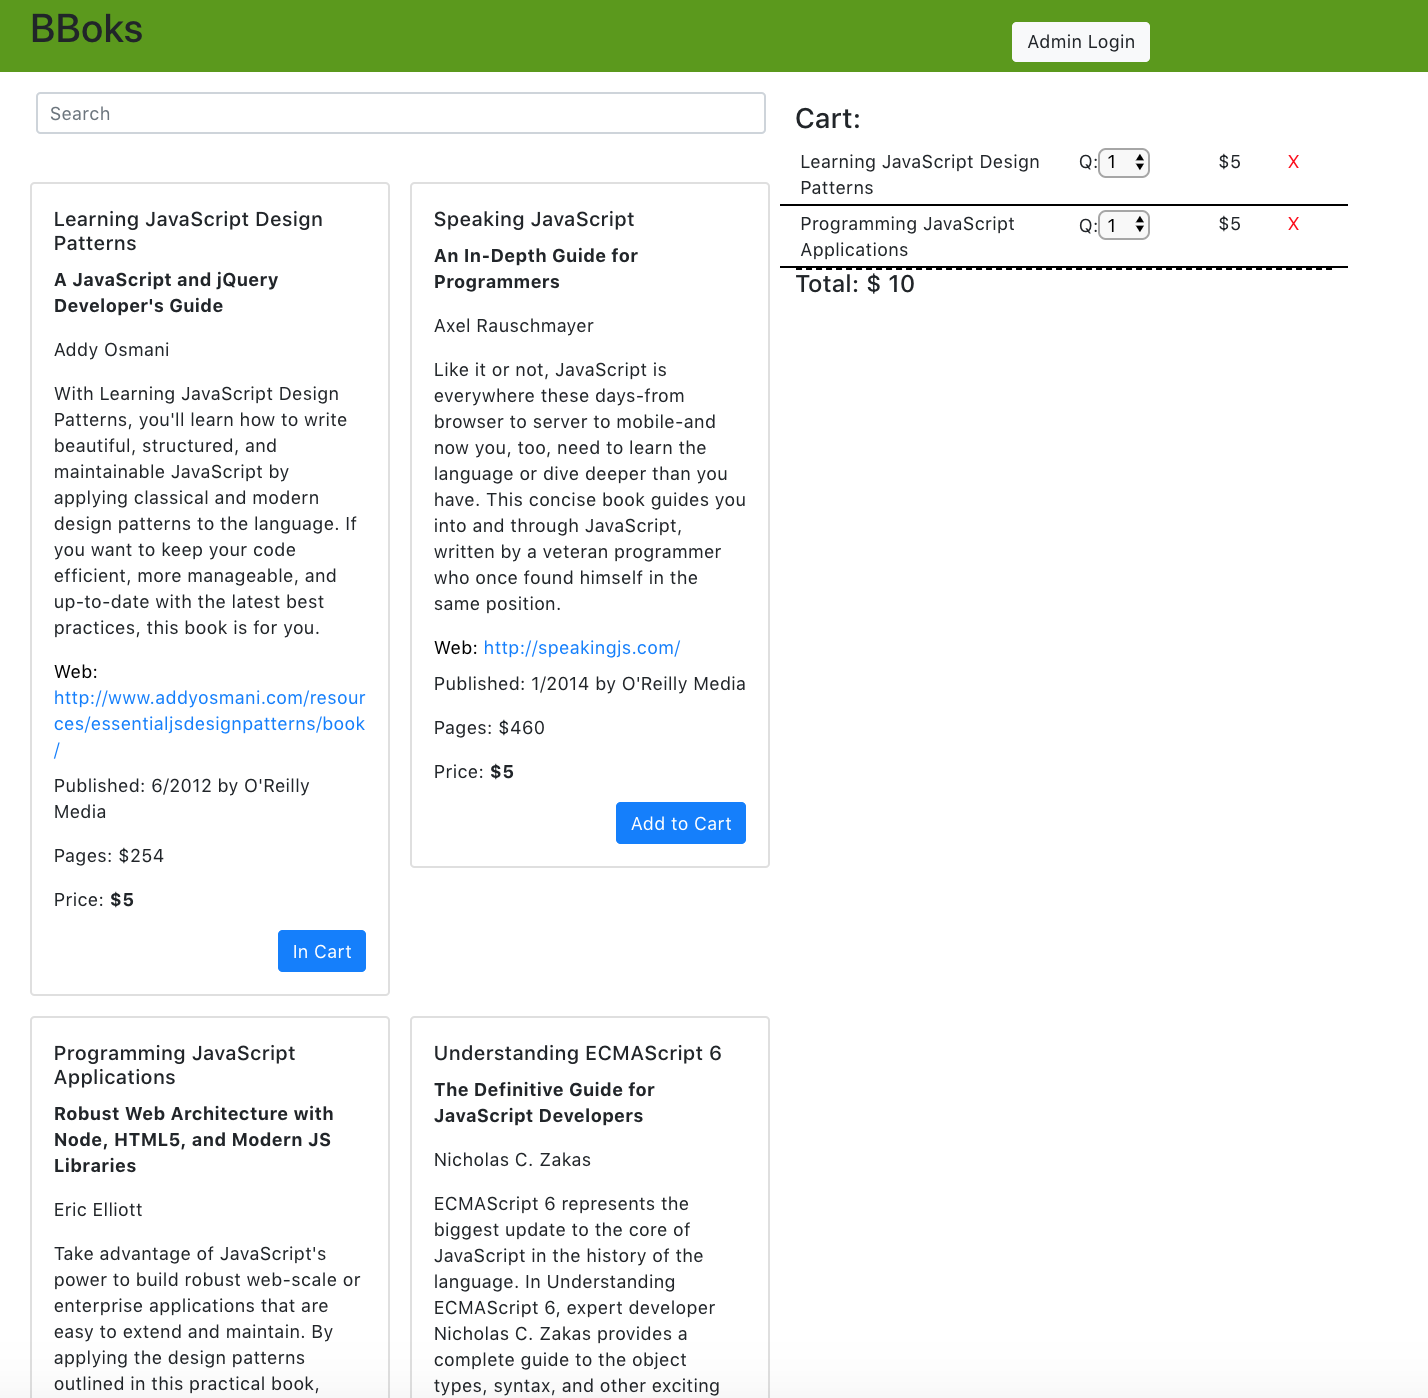 BBoks
Admin Login
Search
Learning JavaScript Design
Patterns
A JavaScript and jQuery
Developer's Guide
Addy Osmani
With Learning JavaScript Design
Patterns, you'll learn how to write
beautiful, structured, and
maintainable JavaScript by
applying classical and modern
design patterns to the language. If
you want to keep your code
efficient, more manageable, and
up-to-date with the latest best
practices, this book is for you.
Web:
http://www.addyosmani.com/resour
ces/essentialjsdesignpatterns/book
/
Published: 6/2012 by O'Reilly
Media
Pages: $254
Price: $5
In Cart
Speaking JavaScript
An In-Depth Guide for
Programmers
Axel Rauschmayer
Like it or not, JavaScript is
everywhere these days-from
browser to server to mobile-and
now you, too, need to learn the
language or dive deeper than you
have. This concise book guides you
into and through JavaScript,
written by a veteran programmer
who once found himself in the
same position.
Web: http://speakingjs.com/
Published: 1/2014 by O'Reilly Media
Pages: $460
Price: $5
Add to Cart
Programming JavaScript
Applications
Robust Web Architecture with
Node, HTML5, and Modern JS
Libraries
Eric Elliott
Take advantage of JavaScript's
power to build robust web-scale or
enterprise applications that are
easy to extend and maintain. By
applying the design patterns
outlined in this practical book,
Understanding ECMAScript 6
The Definitive Guide for
JavaScript Developers
Nicholas C. Zakas
ECMAScript 6 represents the
biggest update to the core of
JavaScript in the history of the
language. In Understanding
ECMAScript 6, expert developer
Nicholas C. Zakas provides a
complete guide to the object
types, syntax, and other exciting
Cart:
Learning JavaScript Design Q: 1 $5 X
Patterns
Programming JavaScript Q: 1 $5 X
Applications
Total: $ 10